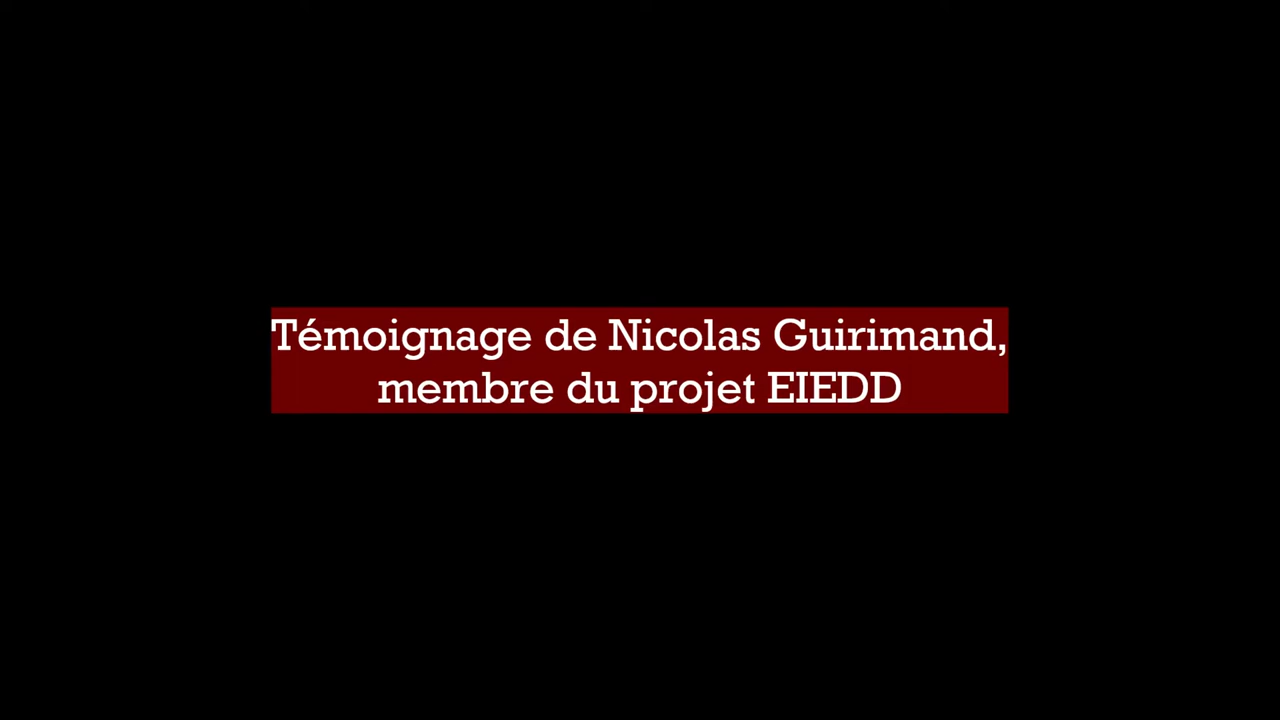 Témoignage de Nicolas Guirimand,
membre du projet EIEDD